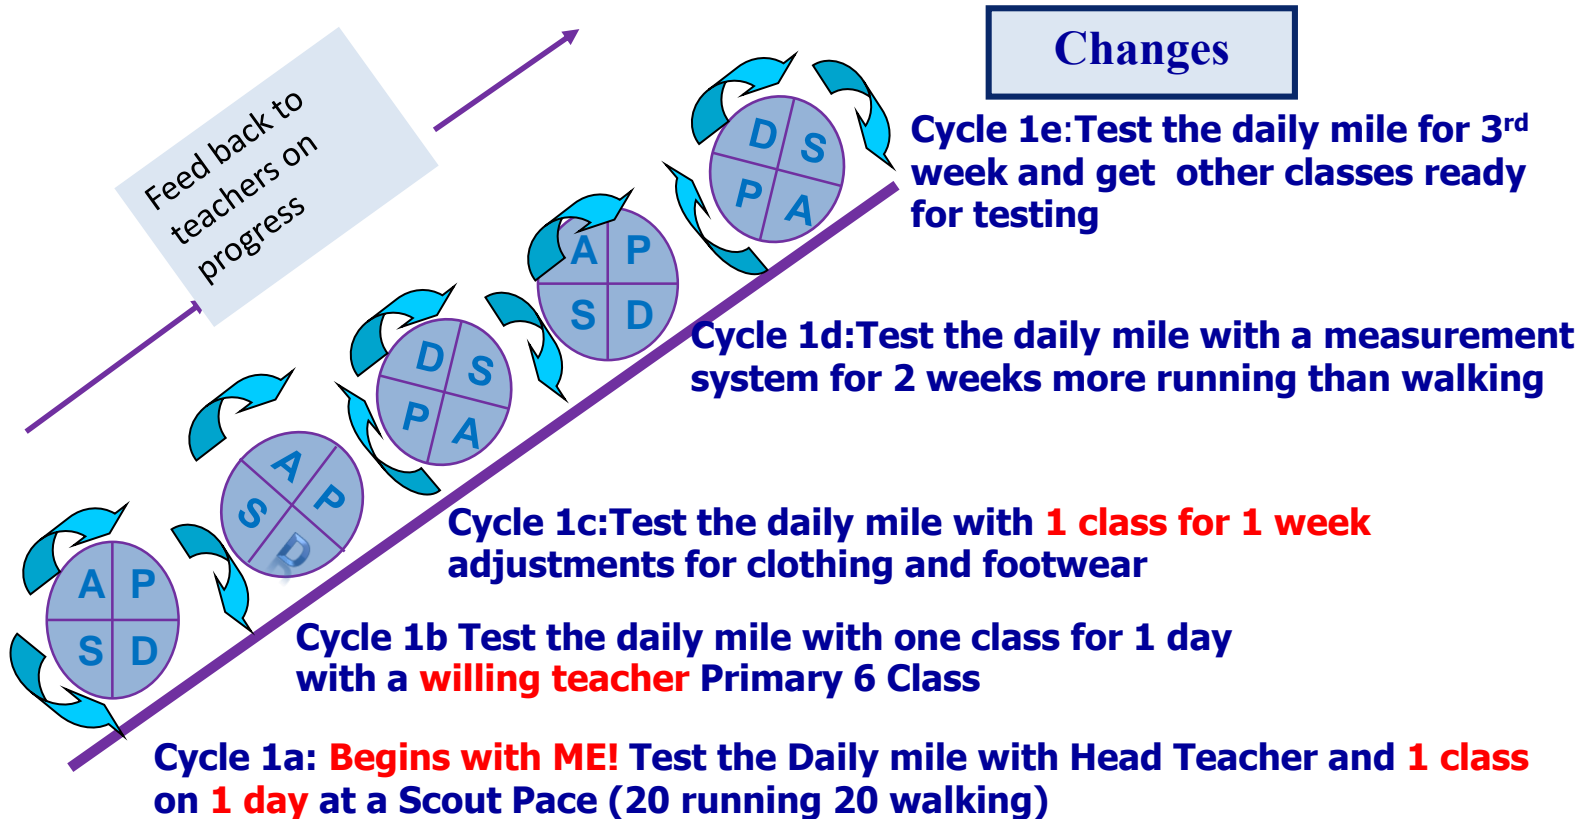 Changes
Feed back to
teachers on
progress
D S
P A
Cycle 1e:Test the daily mile for 3rd
week and get  other classes ready
for testing
A P
S D
Cycle 1d:Test the daily mile with a measurement
system for 2 weeks more running than walking
D S
P A
Cycle 1c:Test the daily mile with 1 class for 1 week
adjustments for clothing and footwear
A P
S D
Cycle 1b Test the daily mile with one class for 1 day
with a willing teacher Primary 6 Class
A P
S D
Cycle 1a: Begins with ME! Test the Daily mile with Head Teacher and 1 class
on 1 day at a Scout Pace (20 running 20 walking)